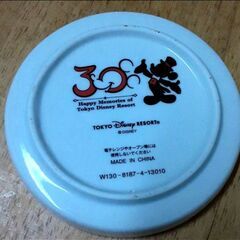 30
Happy Memories of
Tokyo Disney Resort
TOKYO Disney RESORT®
©DISNEY
電子レンジやオーブン等には
使用しないでください
MADE IN CHINA
W130-8187-4-13010